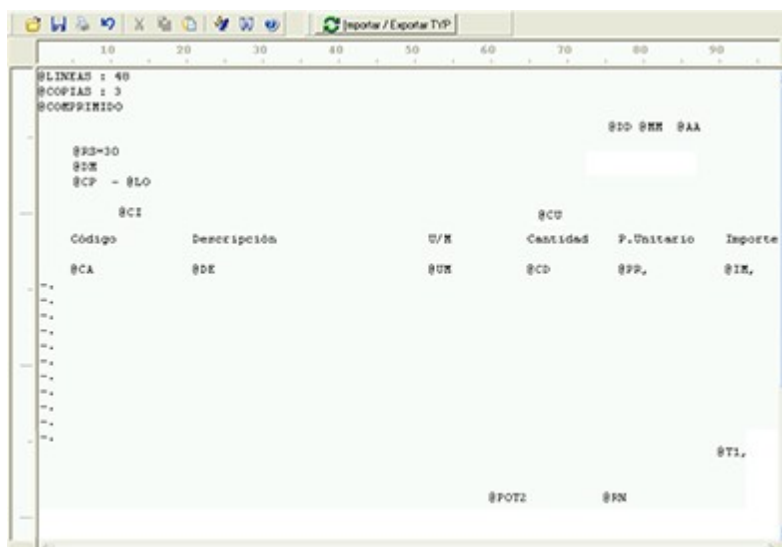 Importar / Exportar TYP
10 20 30 40 50 60 70 80 90
@LINEAS : 48
@COPIAS : 3
@COMPRIMIDO
@DD @MM @AA
@RS=30
@DM
@CP - @LO
@CI @CU
Código Descripción U/M Cantidad P.Unitario Importe
@CA @DE @UM @CD @PR, @IM,
-.
-.
-.
-.
-.
-.
-.
-.
-.
-.
-.
@T1,
@POT2 @RN